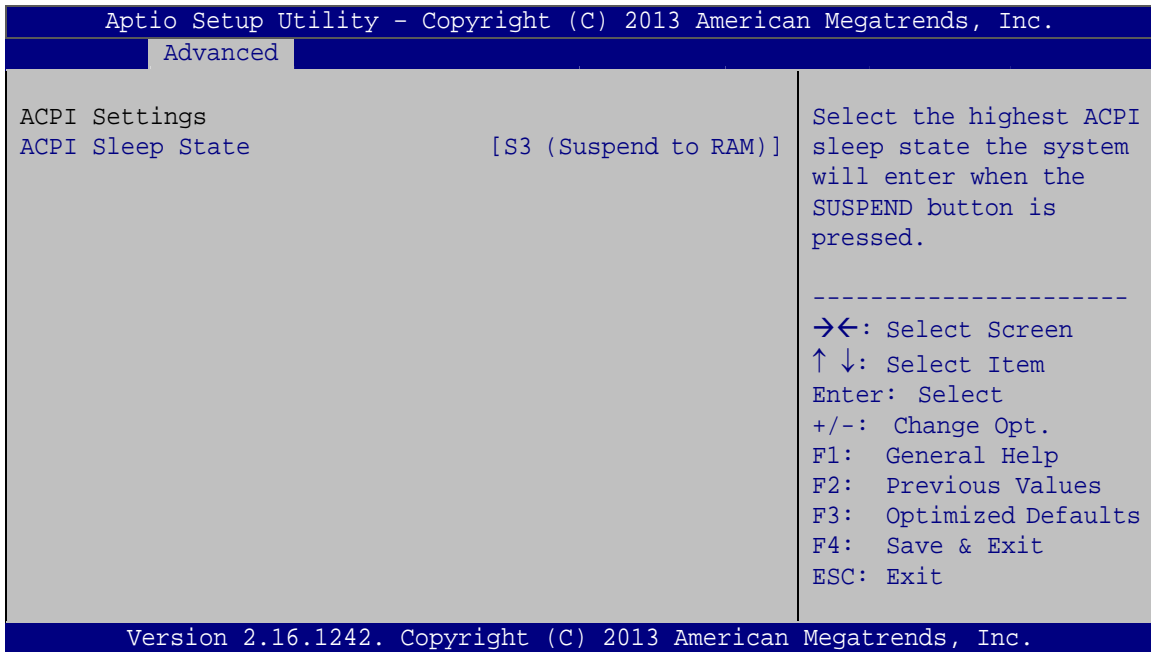 Aptio Setup Utility – Copyright (C) 2013 American Megatrends, Inc.
Advanced
ACPI Settings
ACPI Sleep State [S3 (Suspend to RAM)]
Select the highest ACPI
sleep state the system
will enter when the
SUSPEND button is
pressed.
----------------------
→←: Select Screen
↑ ↓: Select Item
Enter: Select
+/-: Change Opt.
F1: General Help
F2: Previous Values
F3: Optimized Defaults
F4: Save & Exit
ESC: Exit
Version 2.16.1242. Copyright (C) 2013 American Megatrends, Inc.